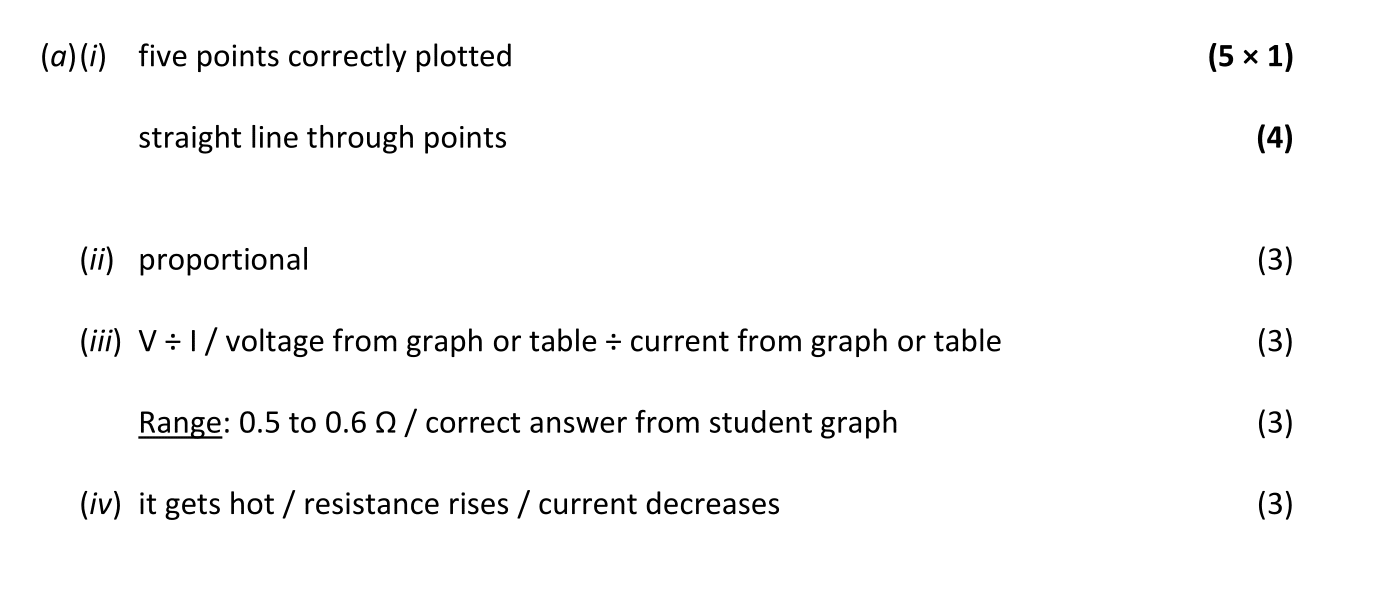 (a)(i) five points correctly plotted (5 × 1)
straight line through points (4)
(ii) proportional (3)
(iii) V ÷ I / voltage from graph or table ÷ current from graph or table (3)
Range: 0.5 to 0.6 Ω / correct answer from student graph (3)
(iv) it gets hot / resistance rises / current decreases (3)